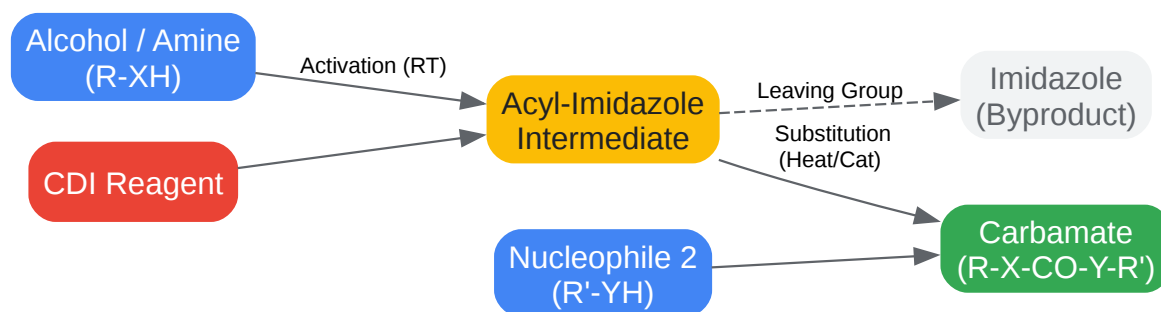 Alcohol / Amine
(R-XH)
Activation (RT)
CDI Reagent
Acyl-Imidazole
Intermediate
Leaving Group
Imidazole
(Byproduct)
Substitution
(Heat/Cat)
Nucleophile 2
(R'-YH)
Carbamate
(R-X-CO-Y-R')